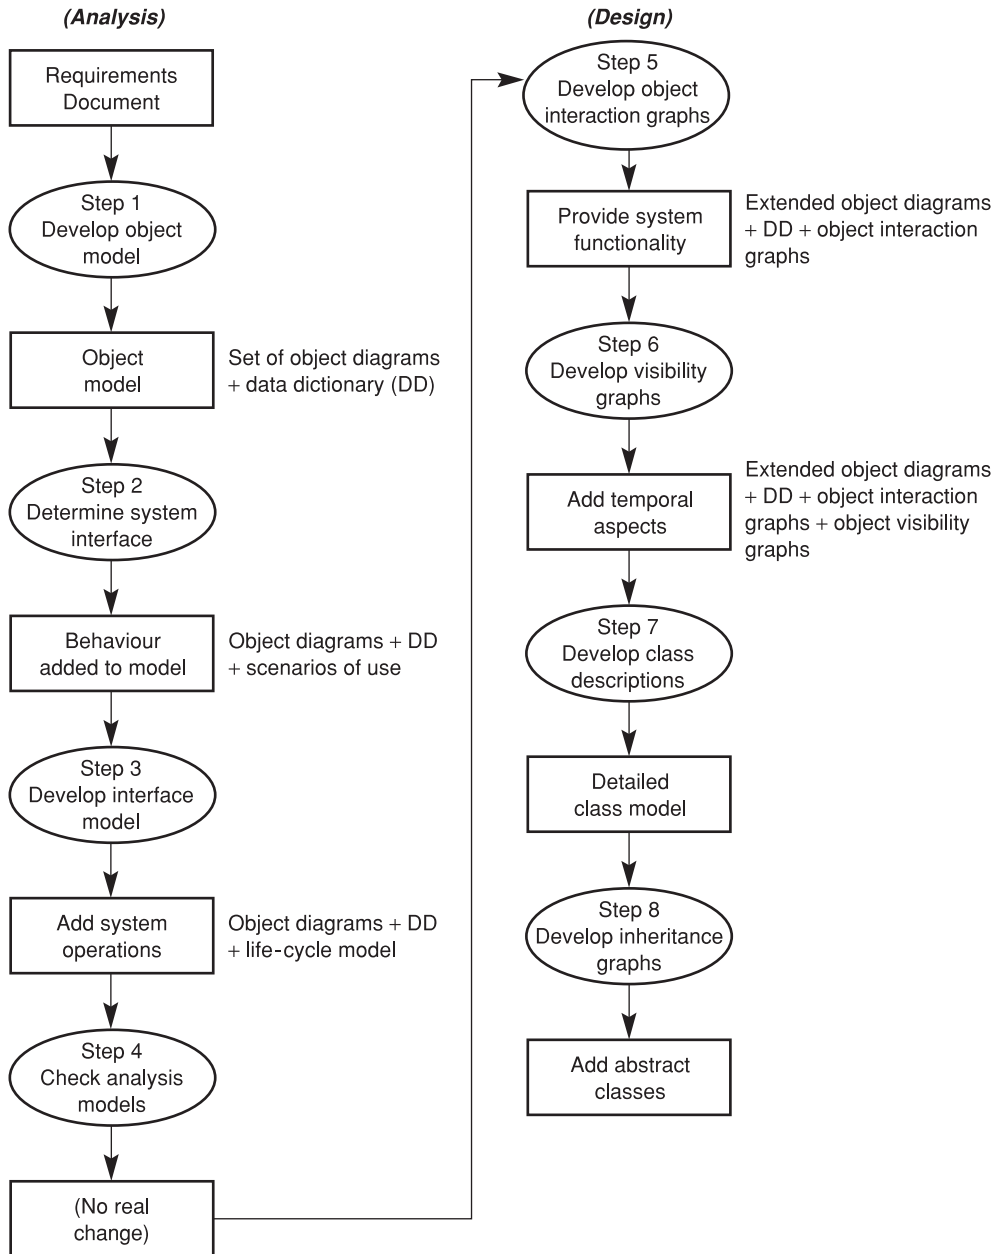 (Analysis)
Requirements
Document
Step 1
Develop object
model
Object
model
Set of object diagrams
+ data dictionary (DD)
Step 2
Determine system
interface
Behaviour
added to model
Object diagrams + DD
+ scenarios of use
Step 3
Develop interface
model
Add system
operations
Object diagrams + DD
+ life-cycle model
Step 4
Check analysis
models
(No real
change)
(Design)
Step 5
Develop object
interaction graphs
Provide system
functionality
Extended object diagrams
+ DD + object interaction
graphs
Step 6
Develop visibility
graphs
Add temporal
aspects
Extended object diagrams
+ DD + object interaction
graphs + object visibility
graphs
Step 7
Develop class
descriptions
Detailed
class model
Step 8
Develop inheritance
graphs
Add abstract
classes